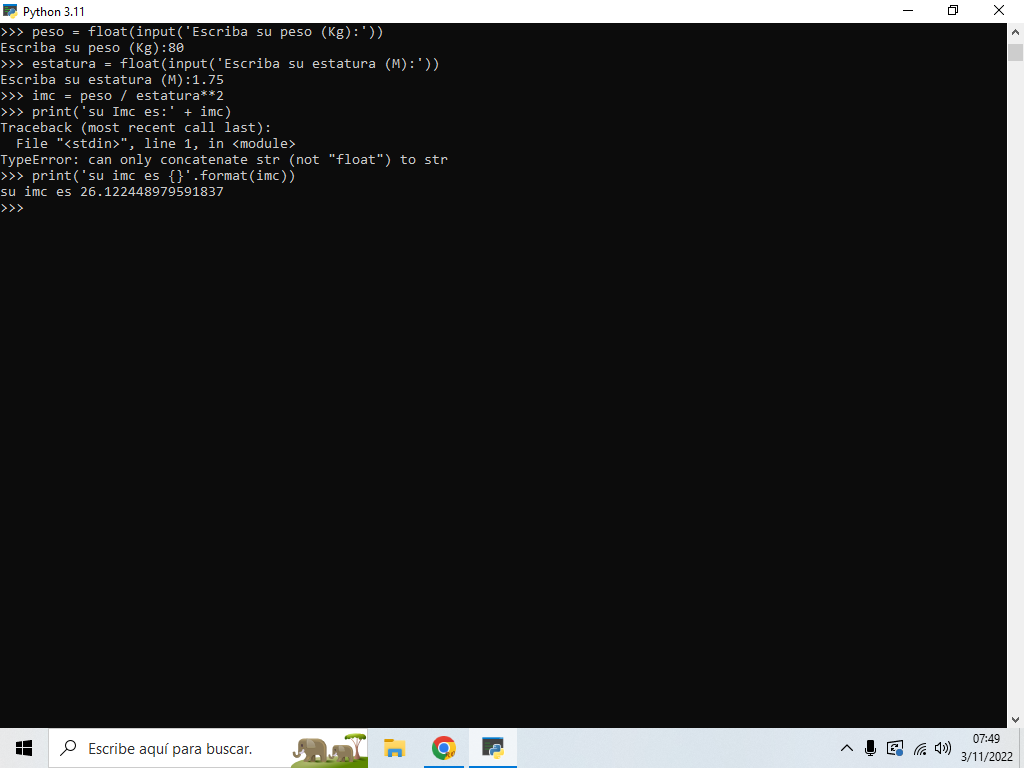 Python 3.11
>>> peso = float(input('Escriba su peso (Kg):'))
Escriba su peso (Kg):80
>>> estatura = float(input('Escriba su estatura (M):'))
Escriba su estatura (M):1.75
>>> imc = peso / estatura**2
>>> print('su Imc es:' + imc)
Traceback (most recent call last):
  File "<stdin>", line 1, in <module>
TypeError: can only concatenate str (not "float") to str
>>> print('su imc es {}'.format(imc))
su imc es 26.122448979591837
>>>
Escribe aquí para buscar.
07:49
3/11/2022